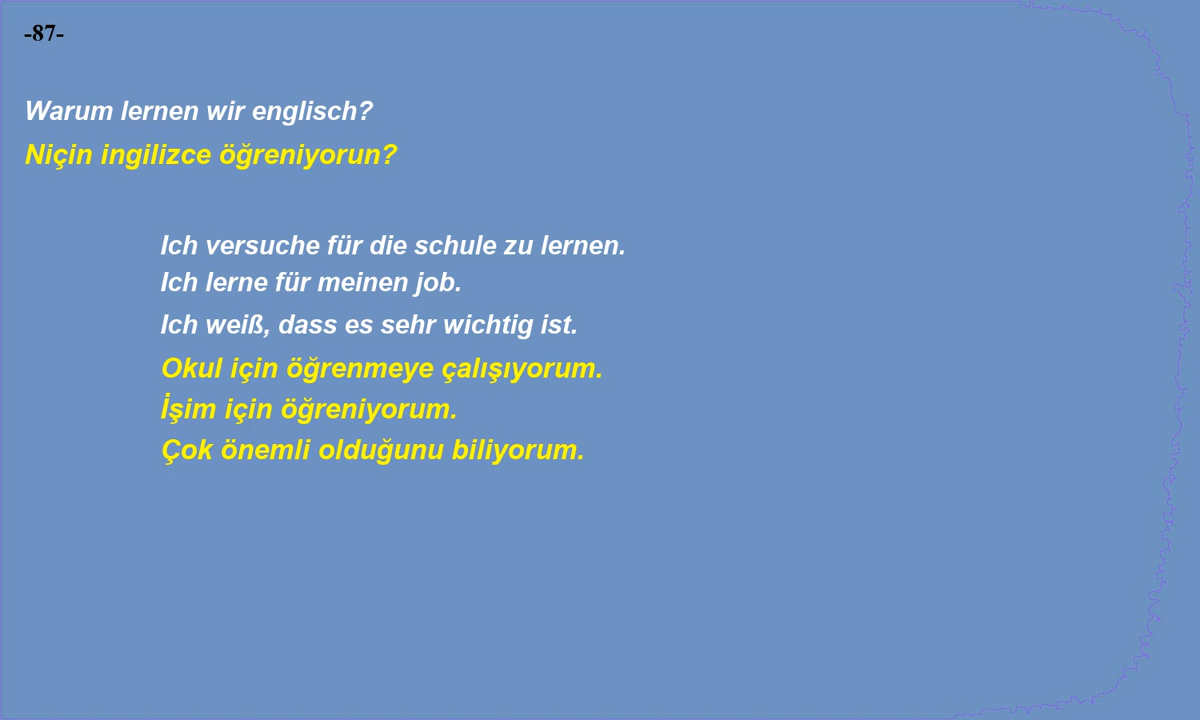 -87-
Warum lernen wir englisch?
Niçin ingilizce öğreniyorun?
Ich versuche für die schule zu lernen.
Ich lerne für meinen job.
Ich weiß, dass es sehr wichtig ist.
Okul için öğrenmeye çalışıyorum.
İşim için öğreniyorum.
Çok önemli olduğunu biliyorum.